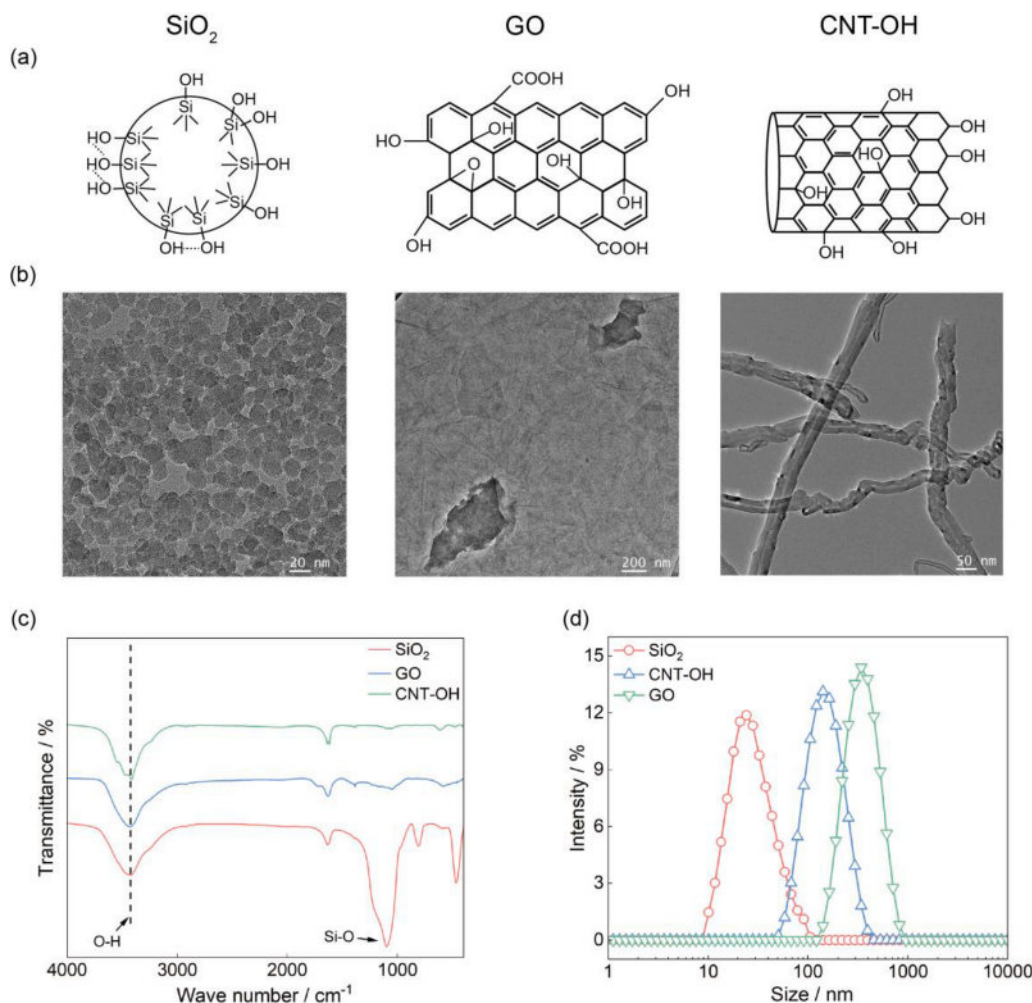 SiO2 GO CNT-OH
(a)
OH OH OH HO Si Si Si HO Si Si OH HO Si Si Si Si OH OH OH
COOH OH HO OH O OH OH OH COOH
OH OH HO OH OH OH OH OH
(b)
20 nm 200 nm 50 nm
(c)
SiO2
GO
CNT-OH
Transmittance / %
O-H
Si-O
4000 3000 2000 1000
Wave number / cm-1
(d)
SiO2
CNT-OH
GO
Intensity / %
15
12
9
6
3
0
1 10 100 1000 10000
Size / nm